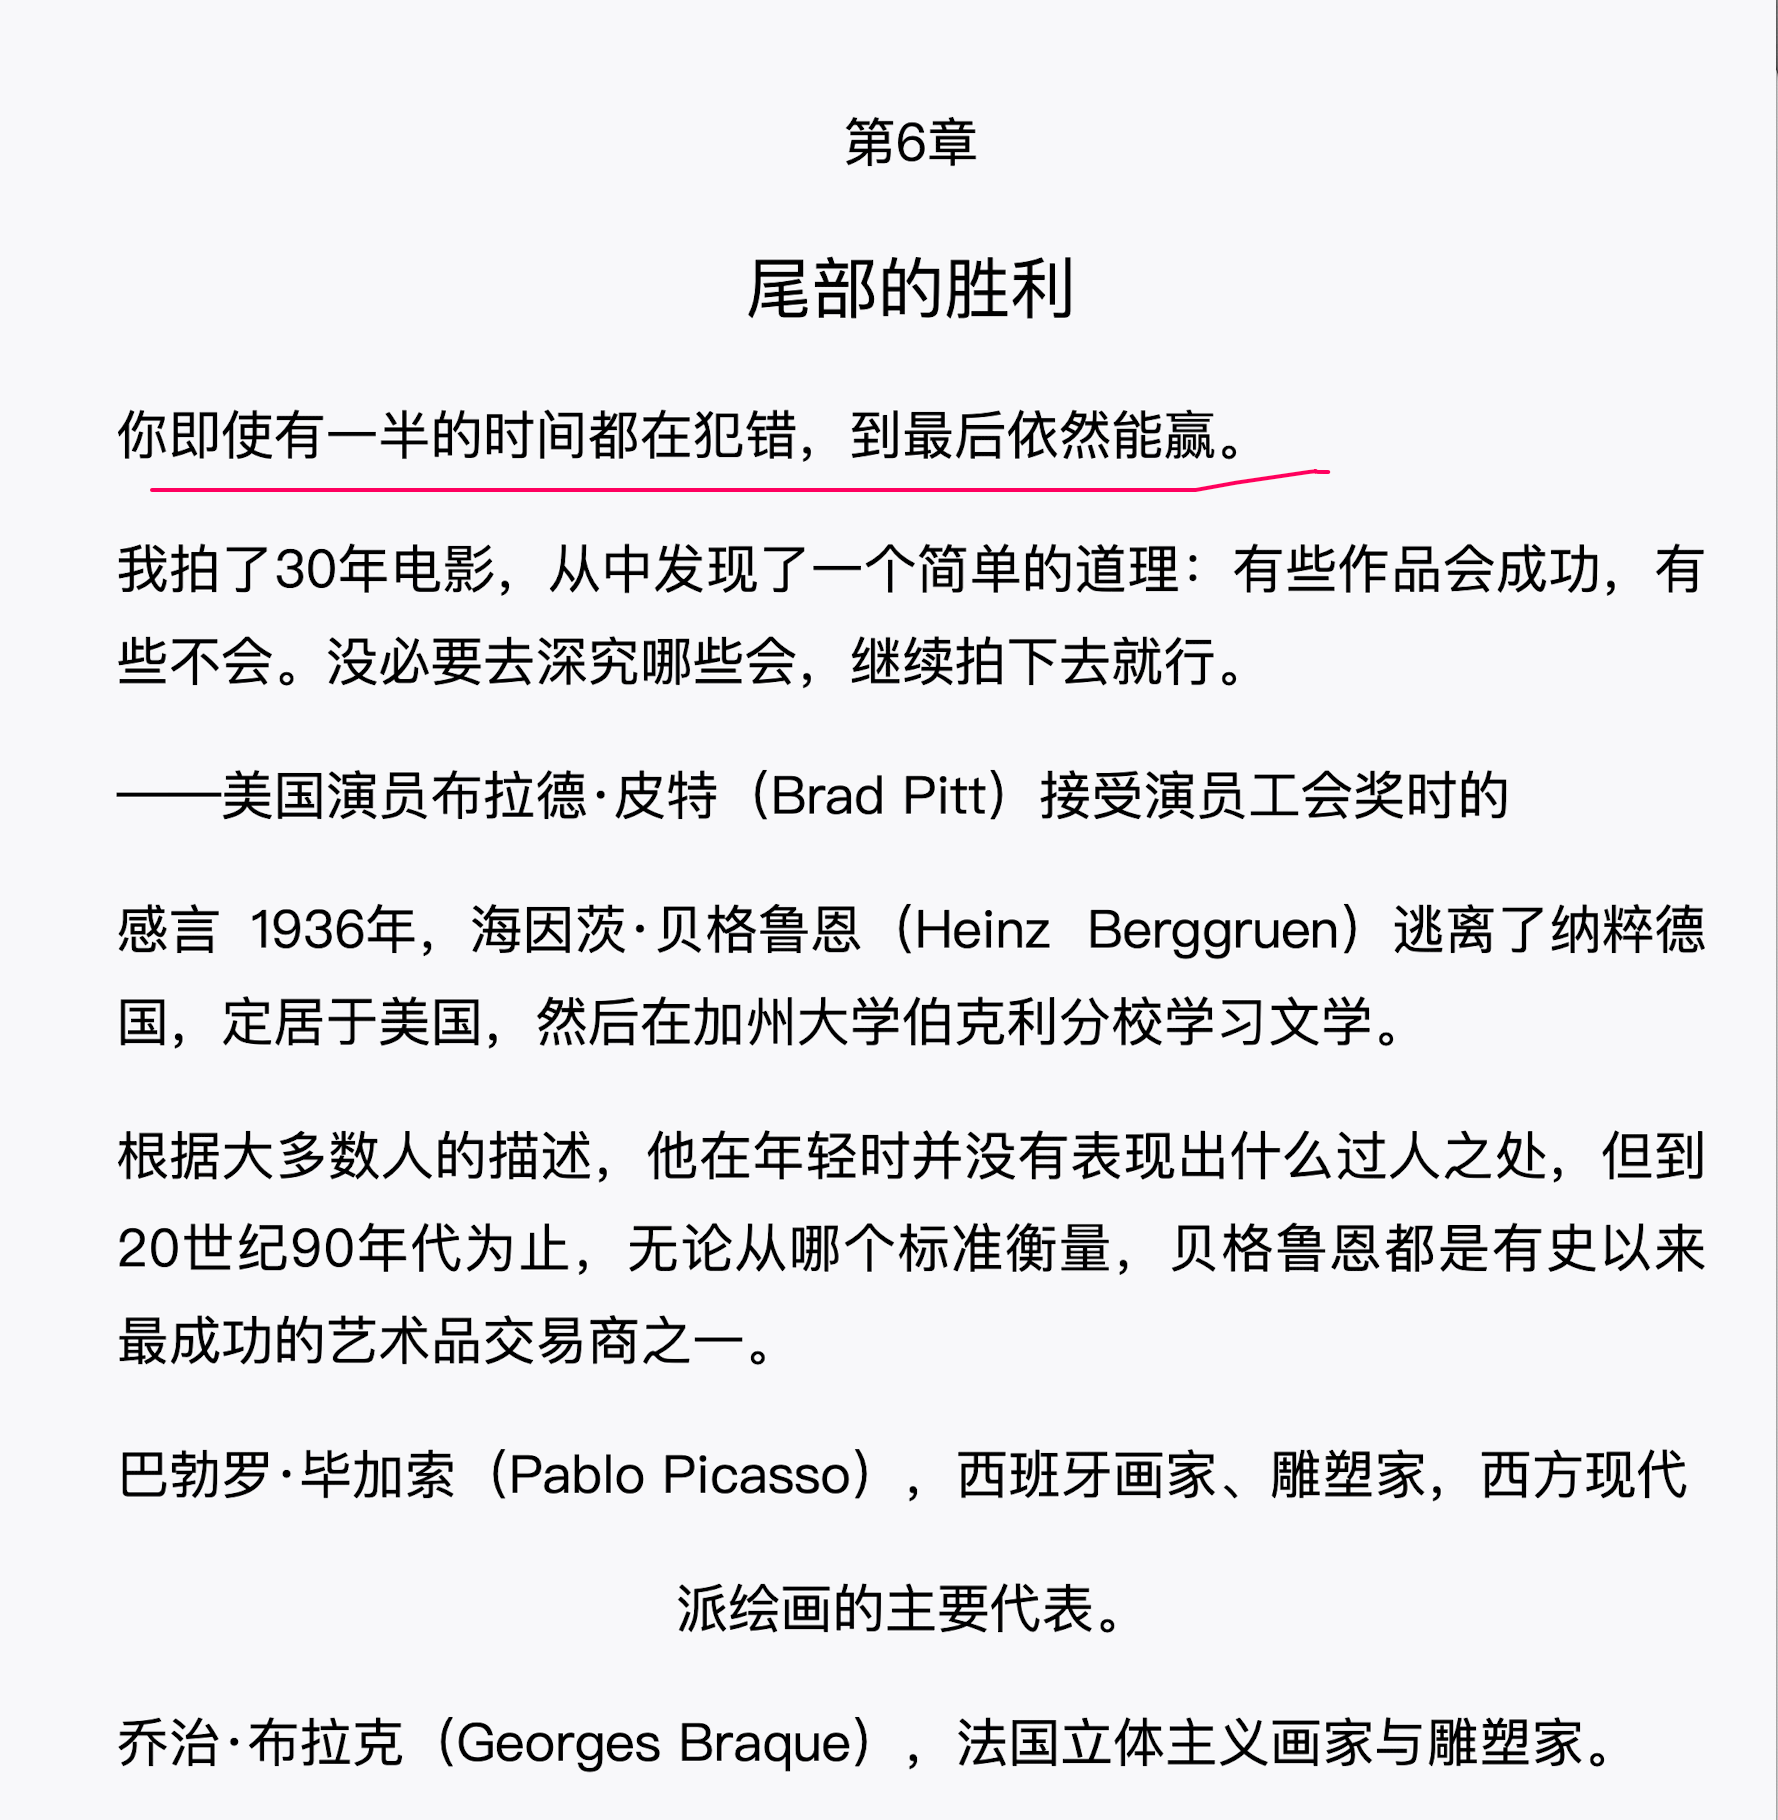 第6章
尾部的胜利
你即使有一半的时间都在犯错，到最后依然能赢。
我拍了30年电影，从中发现了一个简单的道理：有些作品会成功，有
些不会。没必要去深究哪些会，继续拍下去就行。
——美国演员布拉德·皮特（Brad Pitt）接受演员工会奖时的
感言 1936年，海因茨·贝格鲁恩（Heinz Berggruen）逃离了纳粹德
国，定居于美国，然后在加州大学伯克利分校学习文学。
根据大多数人的描述，他在年轻时并没有表现出什么过人之处，但到
20世纪90年代为止，无论从哪个标准衡量，贝格鲁恩都是有史以来
最成功的艺术品交易商之一。
巴勃罗·毕加索（Pablo Picasso），西班牙画家、雕塑家，西方现代
派绘画的主要代表。
乔治·布拉克（Georges Braque），法国立体主义画家与雕塑家。